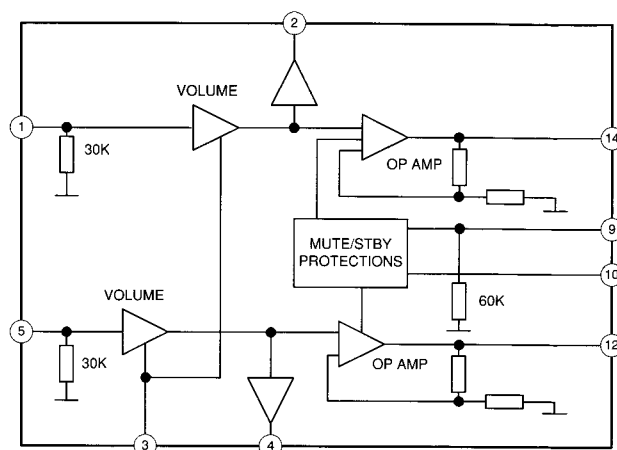 2
VOLUME
1
30K
14
OP AMP
9
MUTE/STBY
PROTECTIONS
10
VOLUME
60K
5
12
30K
OP AMP
3
4